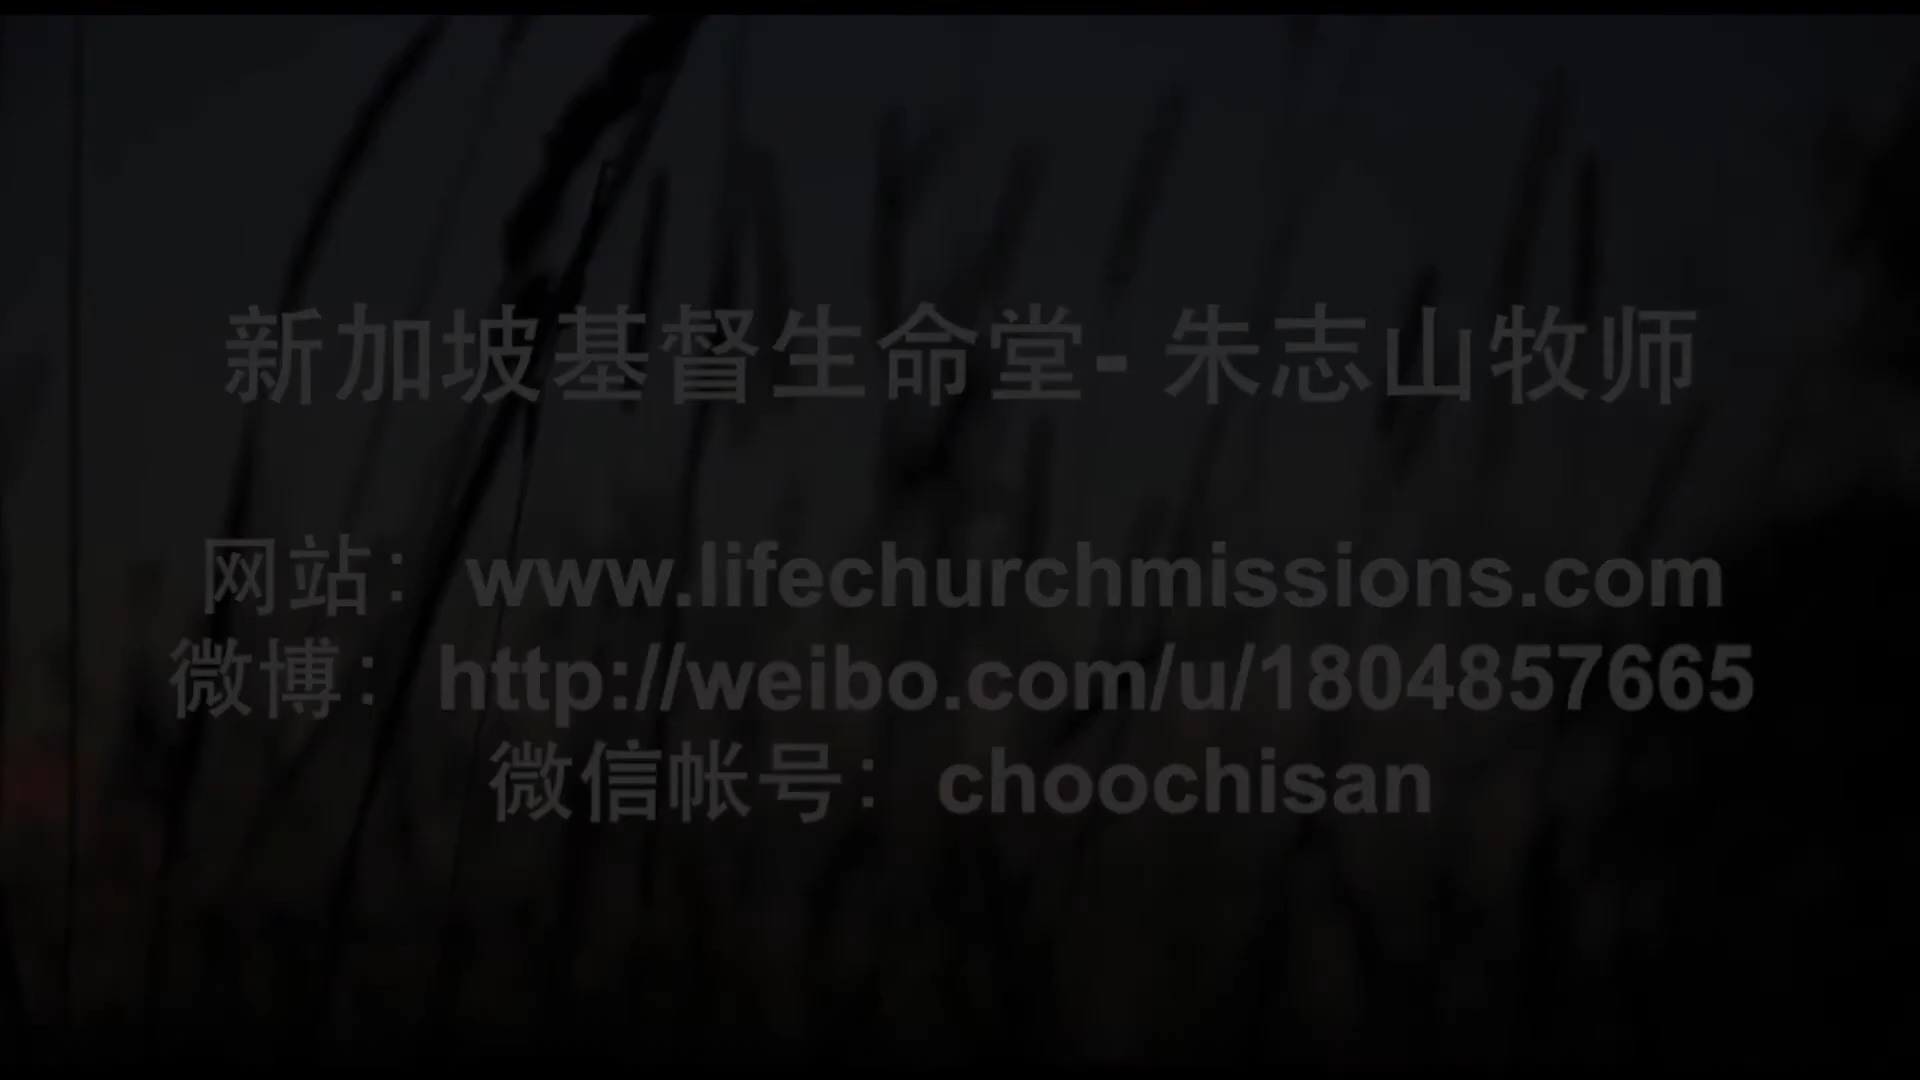 新加坡基督生命堂- 朱志山牧师
网站： www.lifechurchmissions.com
微博： http://weibo.com/u/1804857665
微信帐号： choochisan